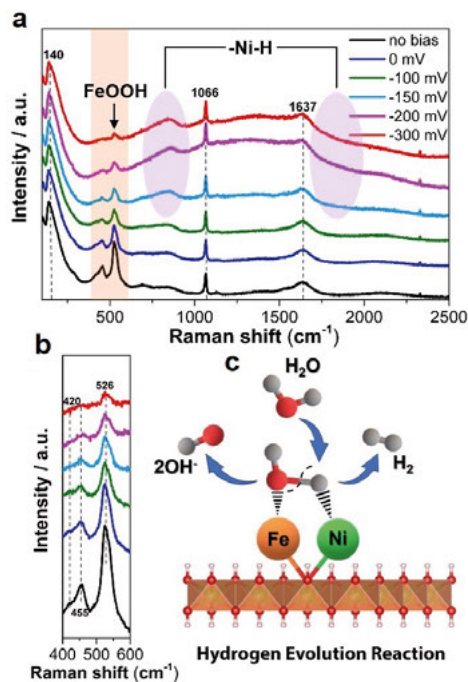 a
140
FeOOH
-Ni-H
1066
1637
no bias
0 mV
-100 mV
-150 mV
-200 mV
-300 mV
Intensity / a.u.
500
1000
1500
2000
2500
Raman shift (cm⁻¹)
b
420
526
455
Intensity / a.u.
400
500
600
Raman shift (cm⁻¹)
c
H₂O
2OH⁻
H₂
Fe
Ni
Hydrogen Evolution Reaction